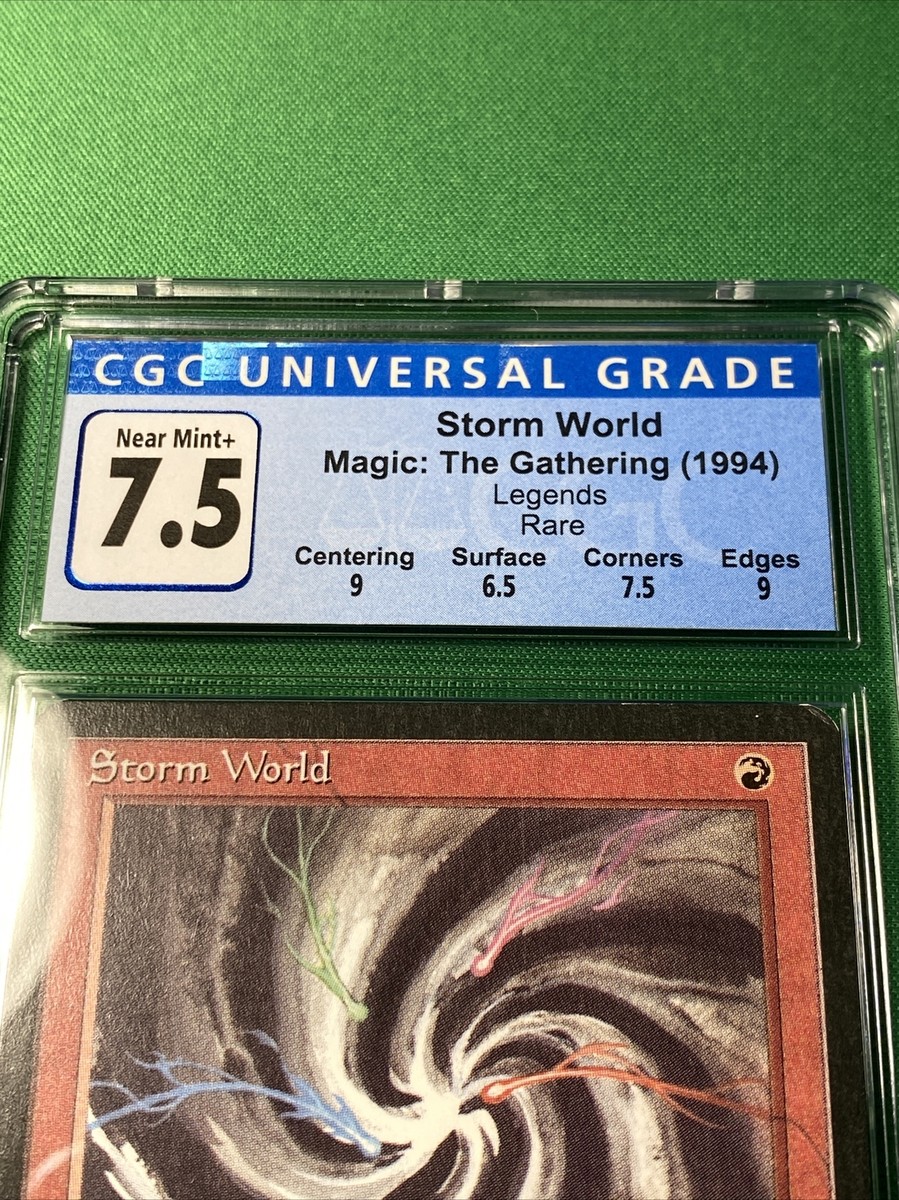 CGC UNIVERSAL GRADE
Near Mint+
7.5
Storm World
Magic: The Gathering (1994)
Legends
Rare
Centering Surface Corners Edges
9 6.5 7.5 9
CGC
Storm World